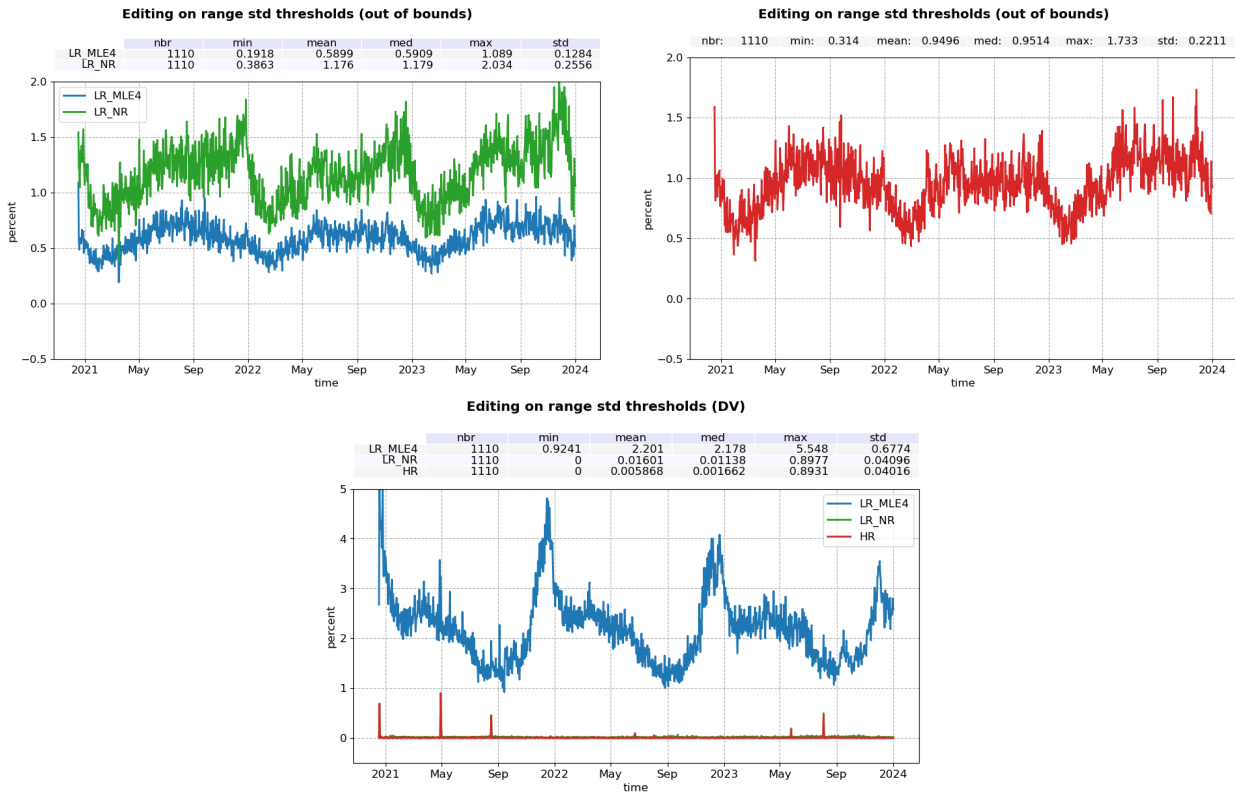 Editing on range std thresholds (out of bounds)
nbr min mean med max std
LR_MLE4 1110 0.1918 0.5899 0.5909 1.089 0.1284
LR_NR 1110 0.3863 1.176 1.179 2.034 0.2556
2.0
LR_MLE4
LR_NR
1.5
1.0
0.5
0.0
−0.5
percent
2021 May Sep 2022 May Sep 2023 May Sep 2024
time
Editing on range std thresholds (out of bounds)
nbr: 1110 min: 0.314 mean: 0.9496 med: 0.9514 max: 1.733 std: 0.2211
2.0
1.5
1.0
0.5
0.0
−0.5
percent
2021 May Sep 2022 May Sep 2023 May Sep 2024
time
Editing on range std thresholds (DV)
nbr min mean med max std
LR_MLE4 1110 0.9241 2.201 2.178 5.548 0.6774
LR_NR 1110 0 0.01601 0.01138 0.8977 0.04096
HR 1110 0 0.005868 0.001662 0.8931 0.04016
5
LR_MLE4
LR_NR
HR
4
3
2
1
0
percent
2021 May Sep 2022 May Sep 2023 May Sep 2024
time